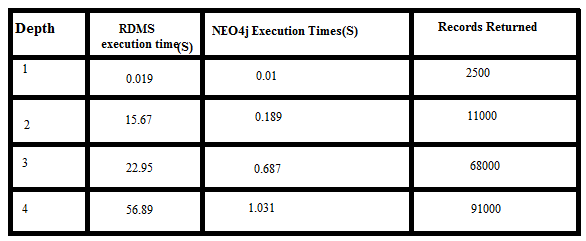 Depth RDMS execution time(S) NEO4j Execution Times(S) Records Returned
1 0.019 0.01 2500
2 15.67 0.189 11000
3 22.95 0.687 68000
4 56.89 1.031 91000